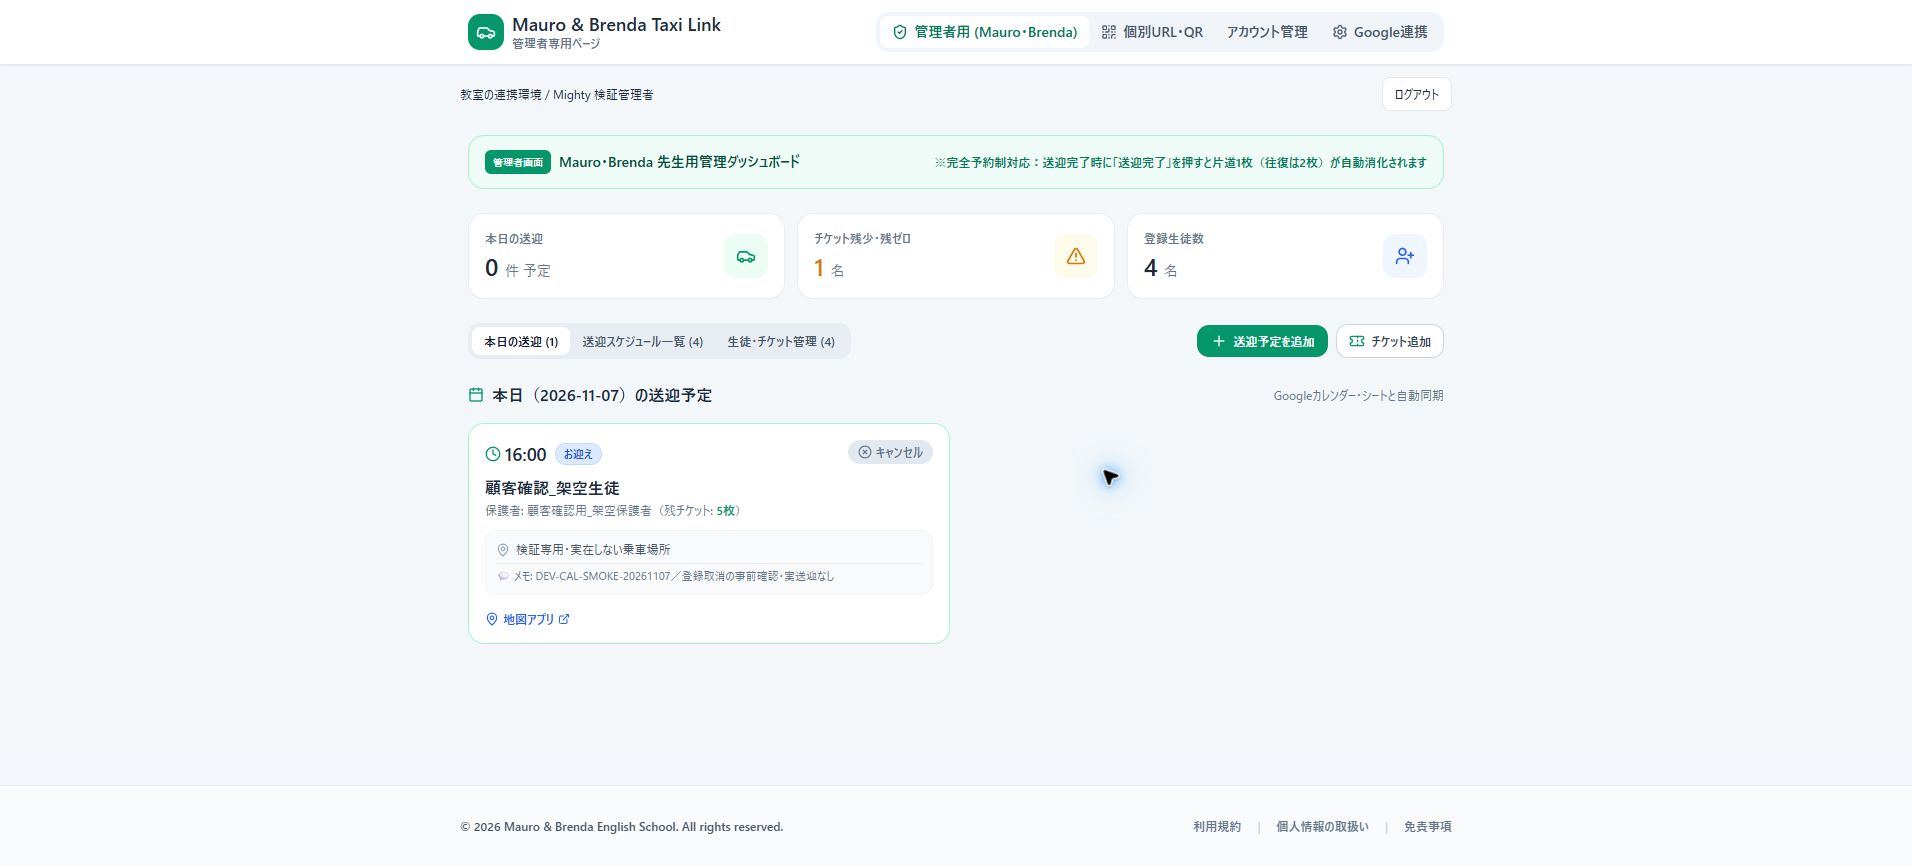 Mauro & Brenda Taxi Link
管理者専用ページ
管理者用 (Mauro・Brenda)
個別URL・QR
アカウント管理
Google連携
教室の連携環境 / Mighty 検証管理者
ログアウト
管理者画面
Mauro・Brenda 先生用管理ダッシュボード
※完全予約制対応：送迎完了時に「送迎完了」を押すと片道1枚（往復は2枚）が自動消化されます
本日の送迎
0 件 予定
チケット残少・残ゼロ
1 名
登録生徒数
4 名
本日の送迎 (1)
送迎スケジュール一覧 (4)
生徒・チケット管理 (4)
送迎予定を追加
チケット追加
本日（2026-11-07）の送迎予定
Googleカレンダー・シートと自動同期
16:00
お迎え
キャンセル
顧客確認_架空生徒
保護者: 顧客確認用_架空保護者（残チケット: 5枚）
検証専用・実在しない乗車場所
メモ: DEV-CAL-SMOKE-20261107／登録取消の事前確認・実送迎なし
地図アプリ
© 2026 Mauro & Brenda English School. All rights reserved.
利用規約
|
個人情報の取扱い
|
免責事項